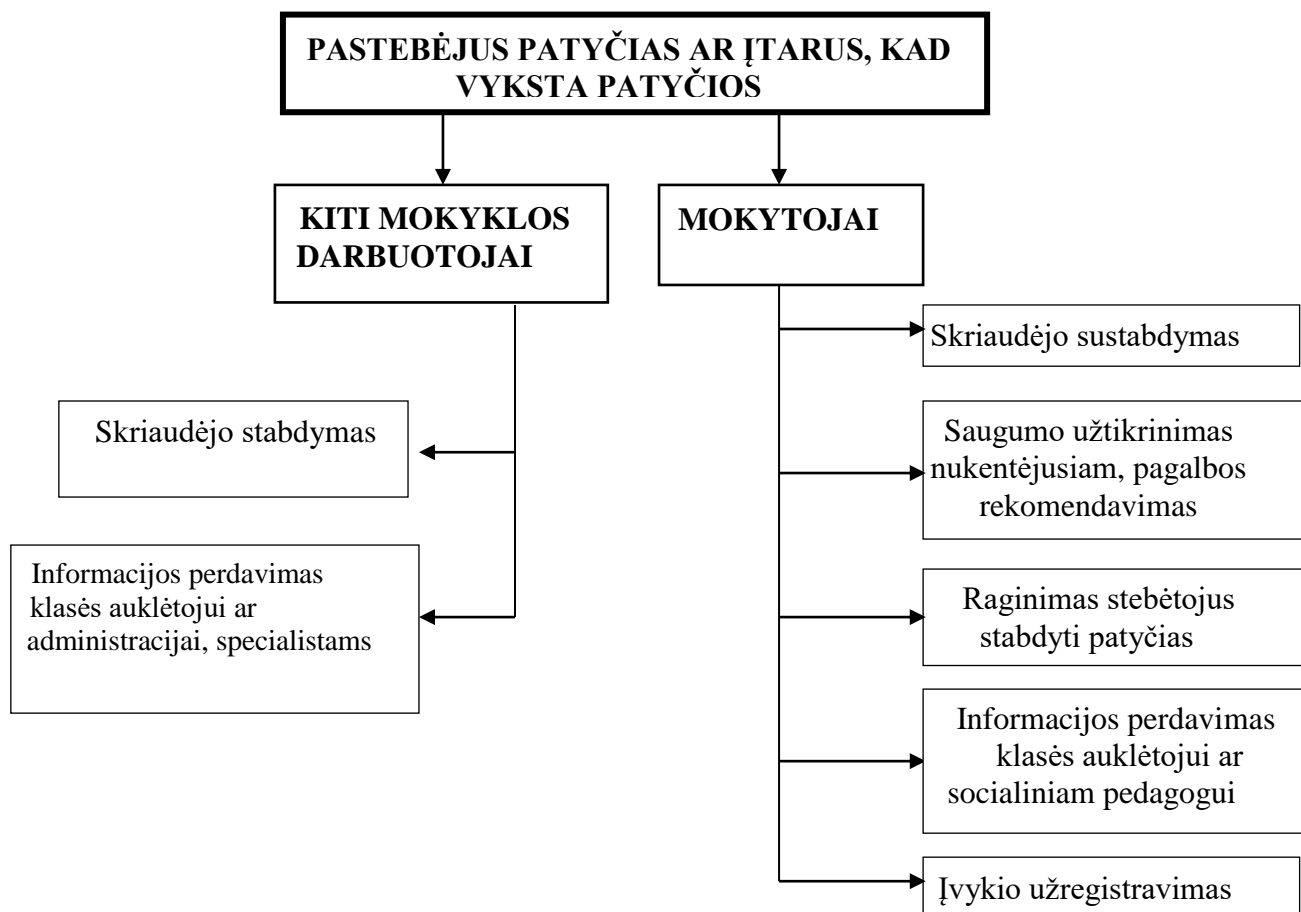 PASTEBĖJUS PATYČIAS AR ĮTARUS, KAD
VYKSTA PATYČIOS
KITI MOKYKLOS
DARBUOTOJAI
MOKYTOJAI
Skriaudėjo stabdymas
Informacijos perdavimas
klasės auklėtojui ar
administracijai, specialistams
Skriaudėjo sustabdymas
Saugumo užtikrinimas
nukentėjusiam, pagalbos
rekomendavimas
Raginimas stebėtojus
stabdyti patyčias
Informacijos perdavimas
klasės auklėtojui ar
socialiniam pedagogui
Įvykio užregistravimas